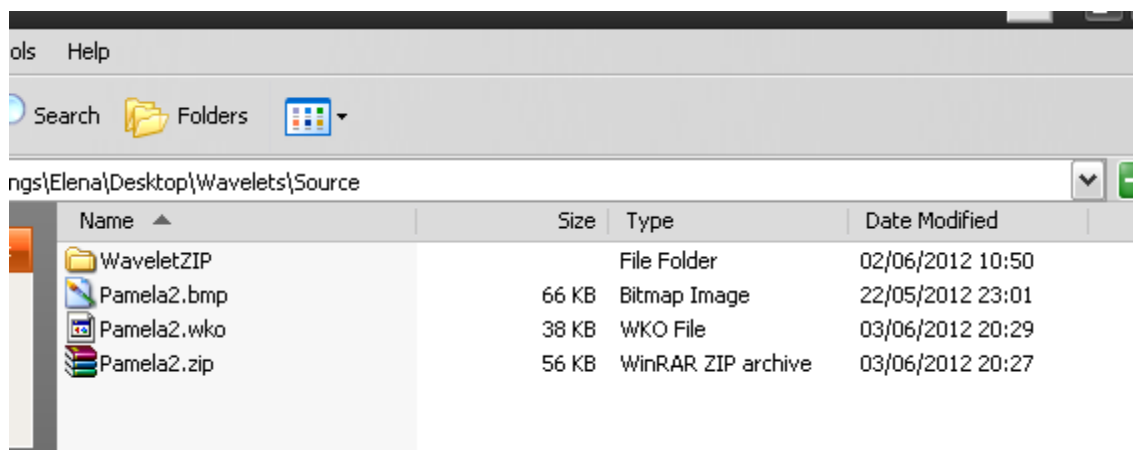 ols Help
Search Folders
ngs\Elena\Desktop\Wavelets\Source
Name Size Type Date Modified
WaveletZIP File Folder 02/06/2012 10:50
Pamela2.bmp 66 KB Bitmap Image 22/05/2012 23:01
Pamela2.wko 38 KB WKO File 03/06/2012 20:29
Pamela2.zip 56 KB WinRAR ZIP archive 03/06/2012 20:27